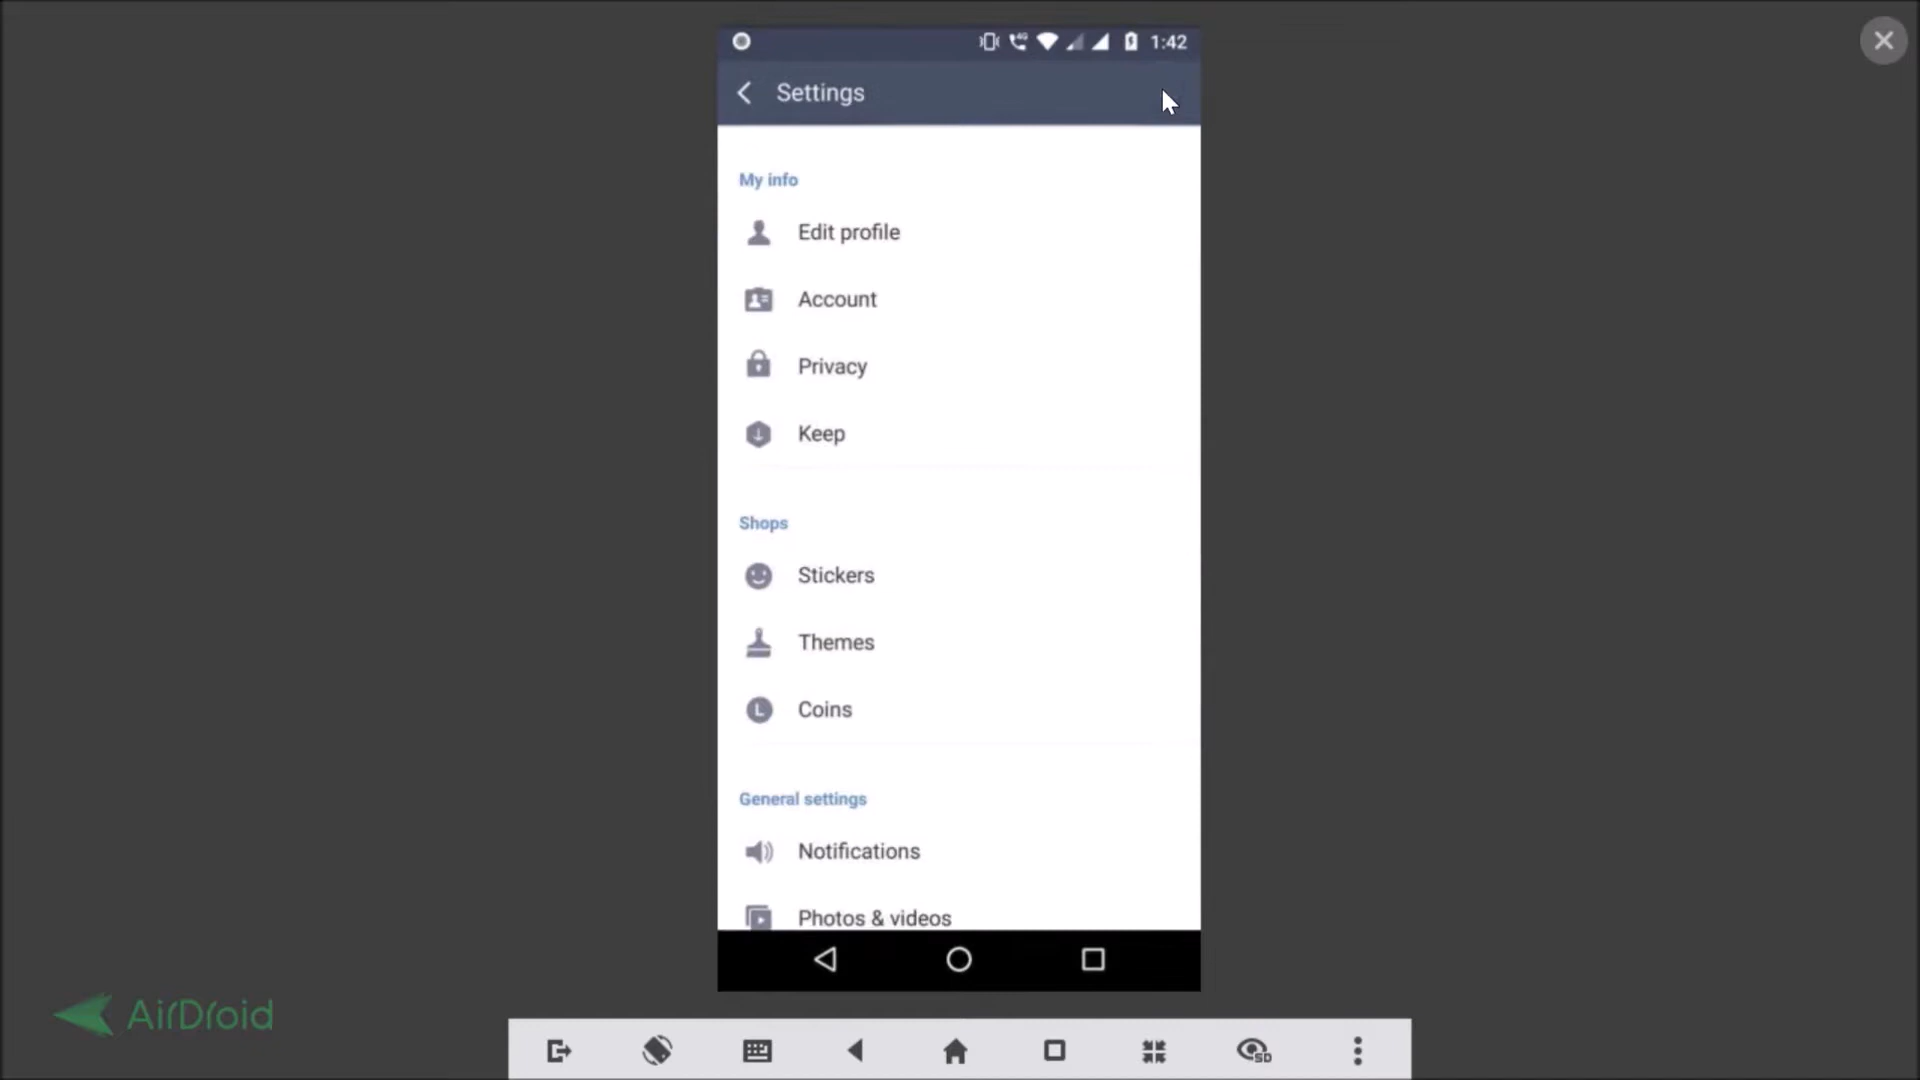 1:42
Settings
My info
Edit profile
Account
Privacy
Keep
Shops
Stickers
Themes
L Coins
General settings
Notifications
Photos & videos
AirDroid
SD